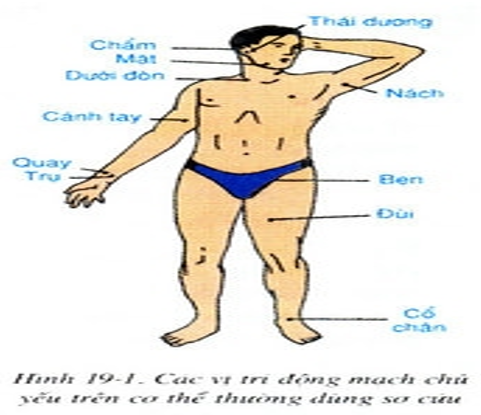 Thái dương
Chẩm
Mặt
Dưới đòn
Nách
Cánh tay
Quay
Trụ
Bẹn
Đùi
Cổ
chân
Hình 19-1. Các vị trí động mạch chủ
yếu trên cơ thể thường dùng sơ cứu